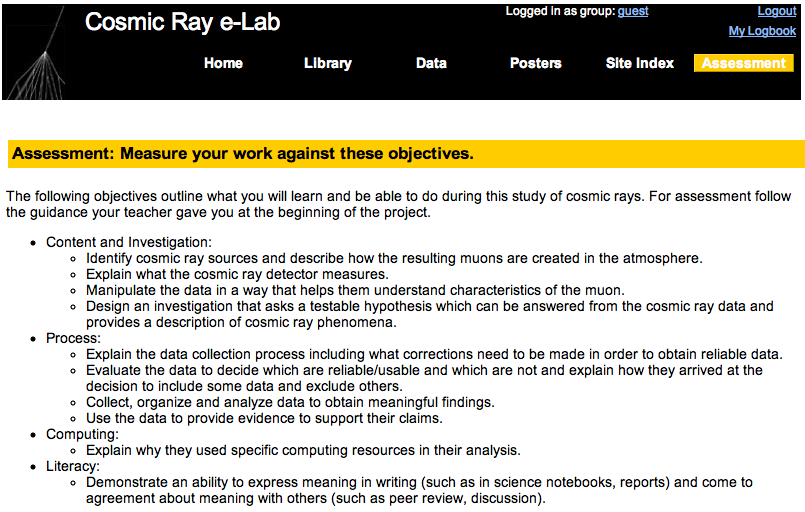 Logged in as group: guest
Logout
Cosmic Ray e-Lab
My Logbook
Home Library Data Posters Site Index Assessment
Assessment: Measure your work against these objectives.
The following objectives outline what you will learn and be able to do during this study of cosmic rays. For assessment follow
the guidance your teacher gave you at the beginning of the project.
• Content and Investigation:
◦ Identify cosmic ray sources and describe how the resulting muons are created in the atmosphere.
◦ Explain what the cosmic ray detector measures.
◦ Manipulate the data in a way that helps them understand characteristics of the muon.
◦ Design an investigation that asks a testable hypothesis which can be answered from the cosmic ray data and
provides a description of cosmic ray phenomena.
• Process:
◦ Explain the data collection process including what corrections need to be made in order to obtain reliable data.
◦ Evaluate the data to decide which are reliable/usable and which are not and explain how they arrived at the
decision to include some data and exclude others.
◦ Collect, organize and analyze data to obtain meaningful findings.
◦ Use the data to provide evidence to support their claims.
• Computing:
◦ Explain why they used specific computing resources in their analysis.
• Literacy:
◦ Demonstrate an ability to express meaning in writing (such as in science notebooks, reports) and come to
agreement about meaning with others (such as peer review, discussion).